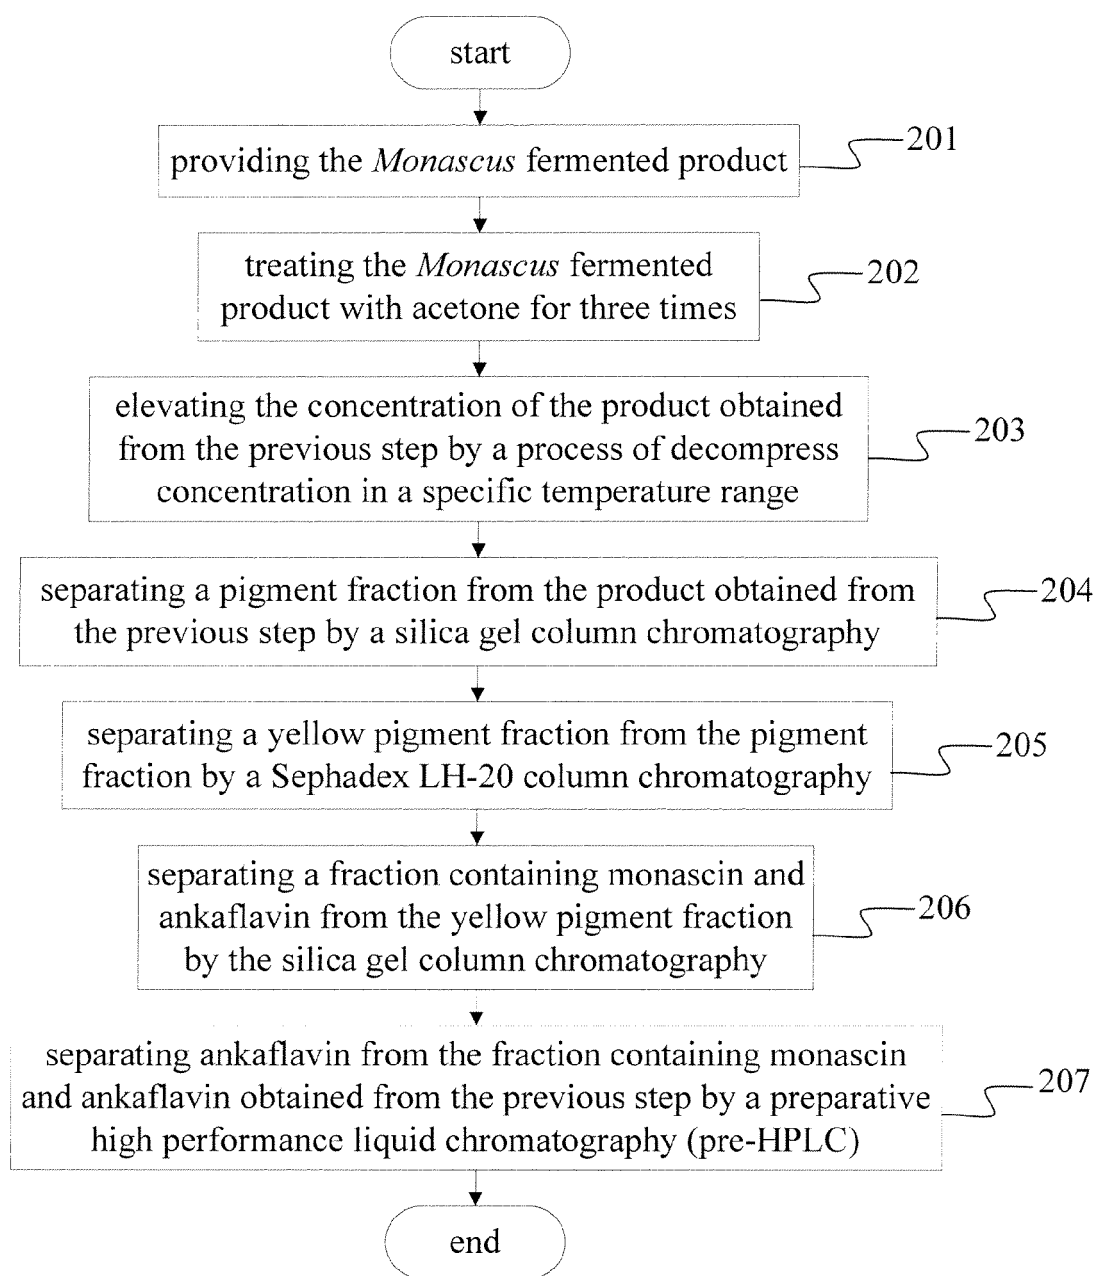 start
providing the Monascus fermented product
201
treating the Monascus fermented
product with acetone for three times
202
elevating the concentration of the product obtained
from the previous step by a process of decompress
concentration in a specific temperature range
203
separating a pigment fraction from the product obtained from
the previous step by a silica gel column chromatography
204
separating a yellow pigment fraction from the pigment
fraction by a Sephadex LH-20 column chromatography
205
separating a fraction containing monascin and
ankaflavin from the yellow pigment fraction
by the silica gel column chromatography
206
separating ankaflavin from the fraction containing monascin
and ankaflavin obtained from the previous step by a preparative
high performance liquid chromatography (pre-HPLC)
207
end